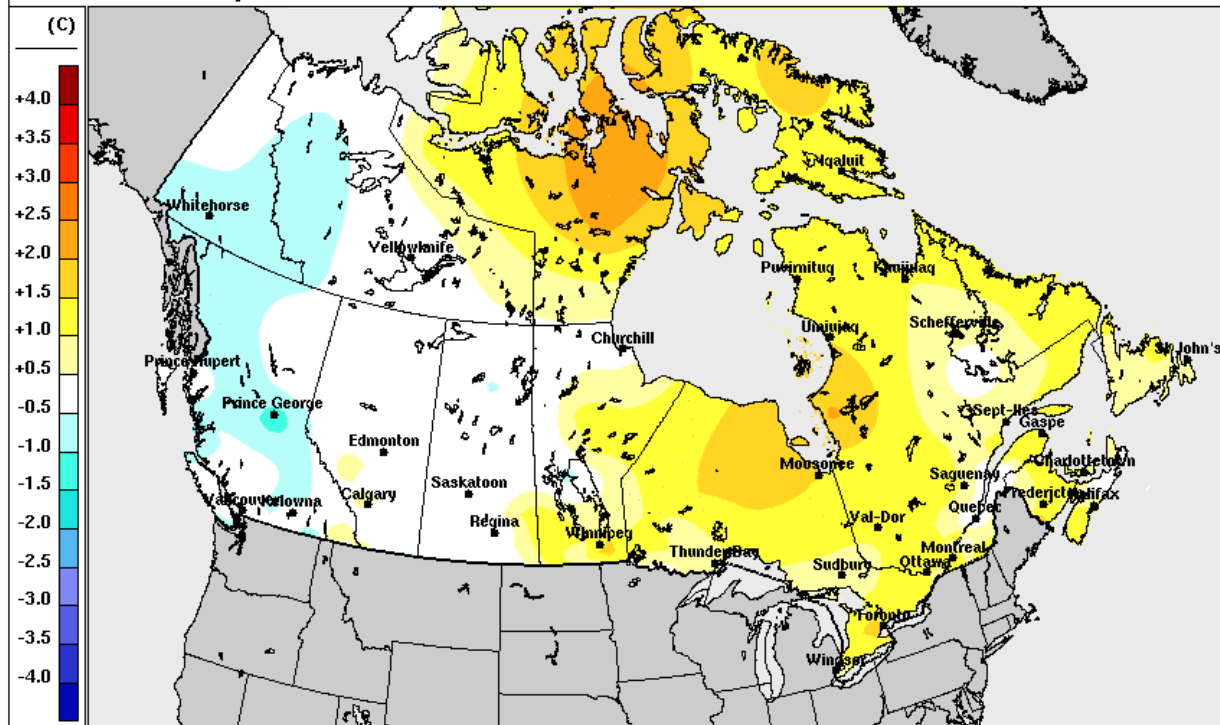 (C)
+4.0
+3.5
+3.0
+2.5
+2.0
+1.5
+1.0
+0.5
-0.5
-1.0
-1.5
-2.0
-2.5
-3.0
-3.5
-4.0
Iqaluit
Whitehorse
Yellowknife
Puvirnituq
Kuujjuaq
Schefferville
Umiujaq
Churchill
St John's
Prince Rupert
Prince George
Sept-Iles
Gaspe
Edmonton
Charlottetown
Moosonee
Saguenay
Saskatoon
Calgary
Vancouver
Kelowna
Fredericton
Halifax
Quebec
Regina
Val-Dor
Winnipeg
Thunder Bay
Montreal
Sudbury
Ottawa
Toronto
Windsor